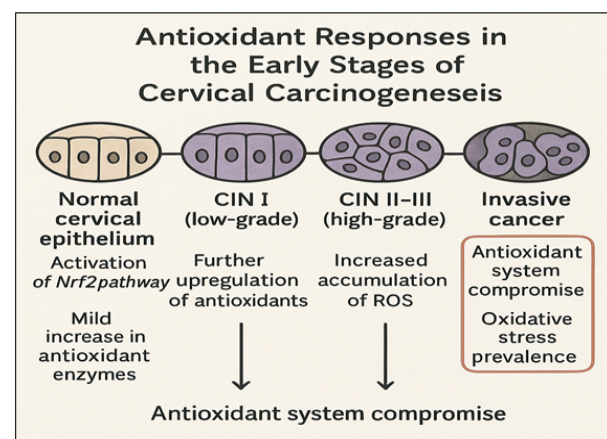 Antioxidant Responses in
the Early Stages of
Cervical Carcinogeneseis
Normal
cervical
epithelium
Activation
of Nrf2pathway
Mild
increase in
antioxidant
enzymes
CIN I
(low-grade)
Further
upregulation
of antioxidants
CIN II–III
(high-grade)
Increased
accumulation
of ROS
Invasive
cancer
Antioxidant
system
compromise
Oxidative
stress
prevalence
Antioxidant system compromise